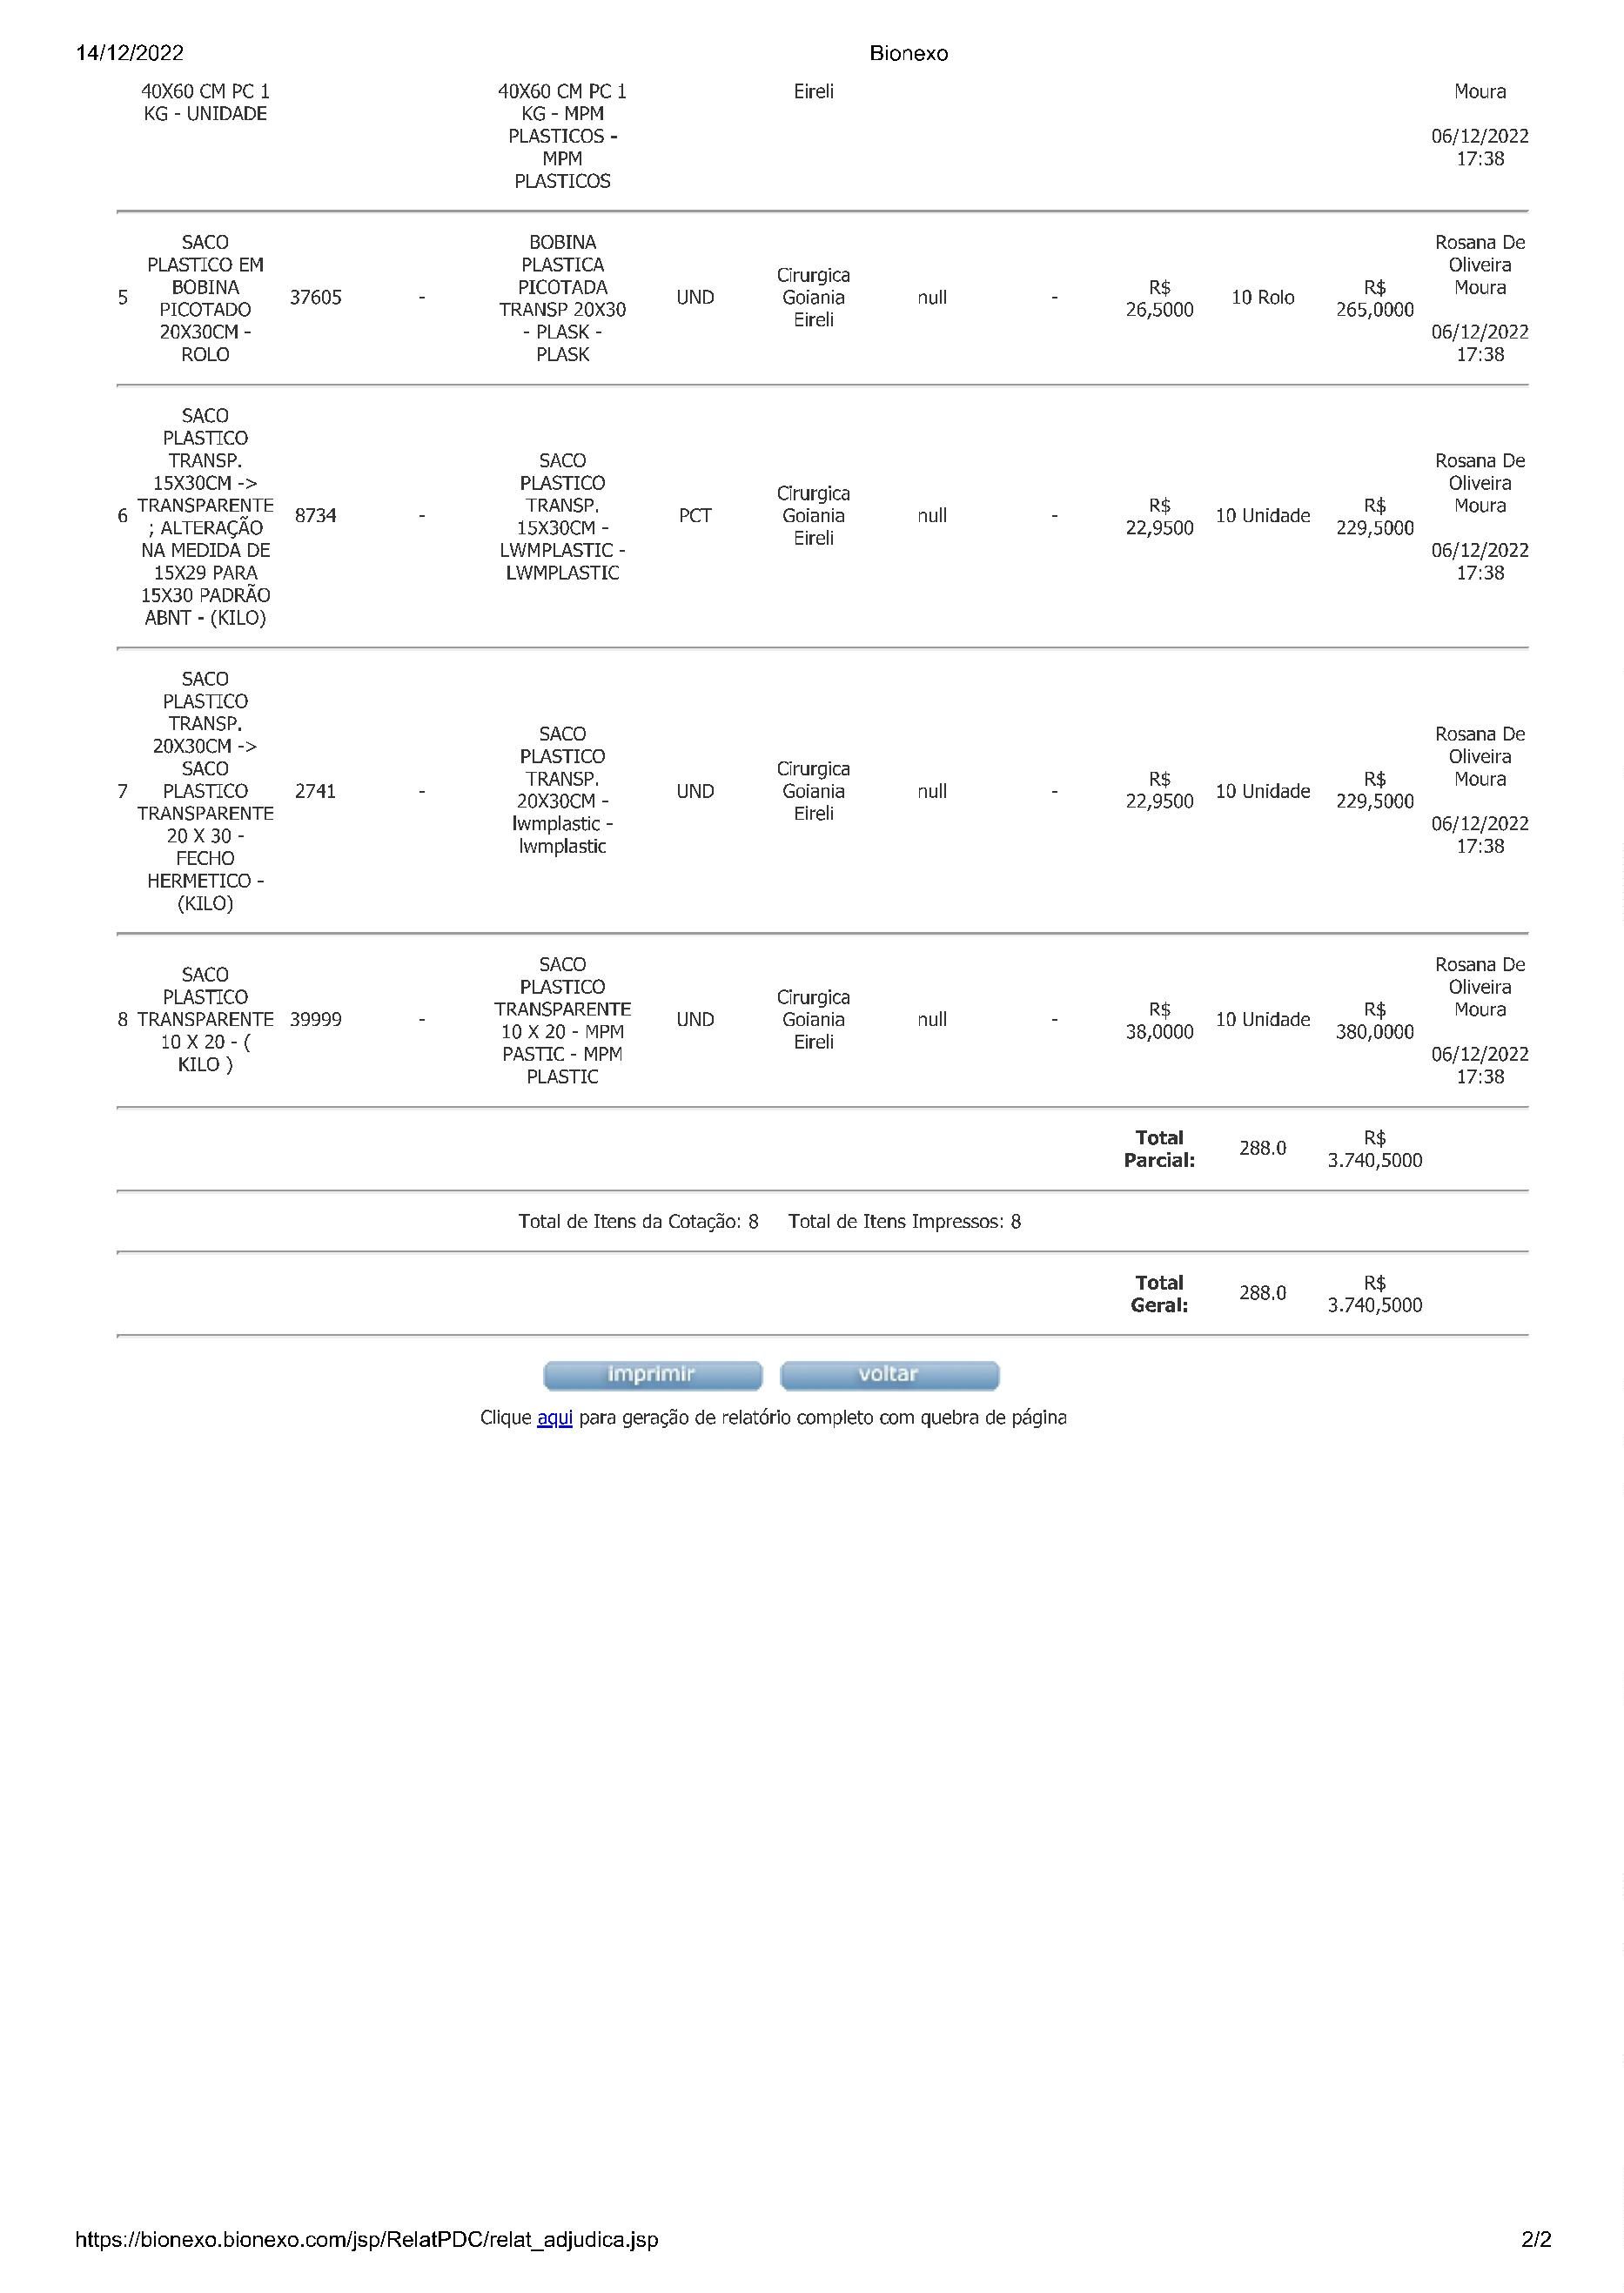 14/12/2022 Bionexo
40X60 CM PC 1 40X60 CM PC 1 Eireli Moura
KG - UNIDADE KG - MPM
PLASTICOS - 06/12/2022
MPM 17:38
PLASTICOS
SACO BOBINA Rosana De
PLASTICO EM PLASTICA Cirurgica Oliveira
BOBINA PICOTADA R$ R$ Moura
5 37605 - UND Goiania null - 10 Rolo
PICOTADO TRANSP 20X30 Eireli 26,5000 265,0000
20X30CM - - PLASK - 06/12/2022
ROLO PLASK 17:38
SACO
PLASTICO
TRANSP. SACO Rosana De
15X30CM -> PLASTICO Cirurgica Oliveira
TRANSPARENTE TRANSP. R$ R$ Moura
6 8734 - PCT Goiania null - 10 Unidade
; ALTERAÇÃO 15X30CM - Eireli 22,9500 229,5000
NA MEDIDA DE LWMPLASTIC - 06/12/2022
15X29 PARA LWMPLASTIC 17:38
15X30 PADRÃO
ABNT - (KILO)
SACO
PLASTICO
TRANSP. SACO Rosana De
20X30CM -> PLASTICO Oliveira
SACO TRANSP. Cirurgica R$ R$ Moura
7 PLASTICO 2741 - UND Goiania null - 10 Unidade
TRANSPARENTE 20X30CM - Eireli 22,9500 229,5000
20 X 30 - lwmplastic - 06/12/2022
FECHO lwmplastic 17:38
HERMETICO -
(KILO)
SACO SACO Rosana De
PLASTICO PLASTICO Cirurgica Oliveira
TRANSPARENTE R$ R$ Moura
8 TRANSPARENTE 39999 - UND Goiania null - 10 Unidade
10 X 20 - ( 10 X 20 - MPM Eireli 38,0000 380,0000
KILO ) PASTIC - MPM 06/12/2022
PLASTIC 17:38
Total R$
288.0
Parcial: 3.740,5000
Total de Itens da Cotação: 8 Total de Itens Impressos: 8
Total R$
288.0
Geral: 3.740,5000
imprimir voltar
Clique aqui para geração de relatório completo com quebra de página
https://bionexo.bionexo.com/jsp/RelatPDC/relat_adjudica.jsp 2/2